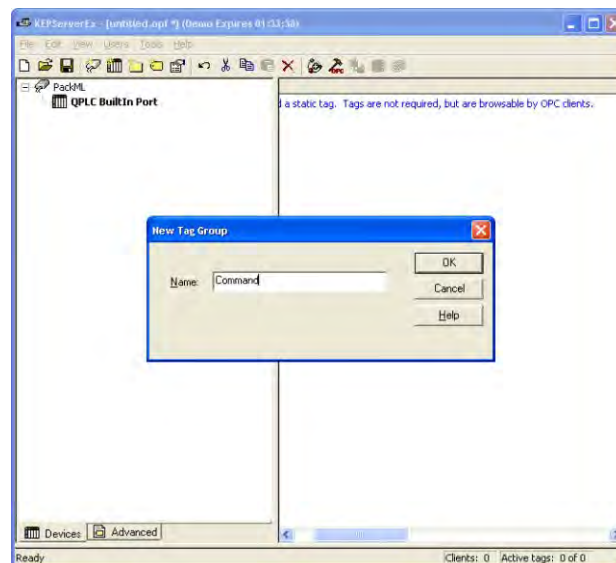 KEPServerEx - [untitled.opf *] (Demo Expires 01:33:38)
File Edit View Users Tools Help
PackML
QPLC BuiltIn Port
d a static tag. Tags are not required, but are browsable by OPC clients.
New Tag Group
Name: Command
OK
Cancel
Help
Devices Advanced
Ready
Clients: 0 Active tags: 0 of 0